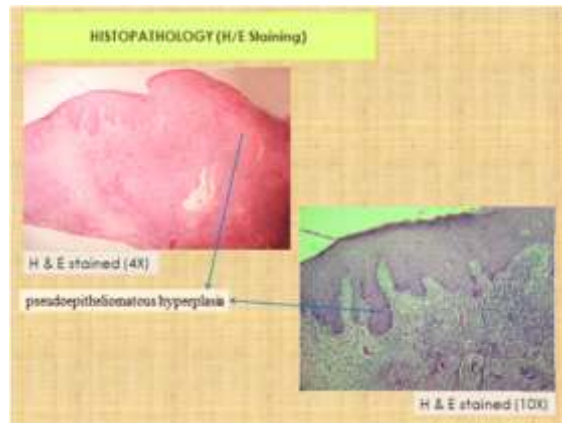 HISTOPATHOLOGY (H/E Staining)
H & E stained (4X)
pseudoepitheliomatous hyperplasia
H & E stained (10X)